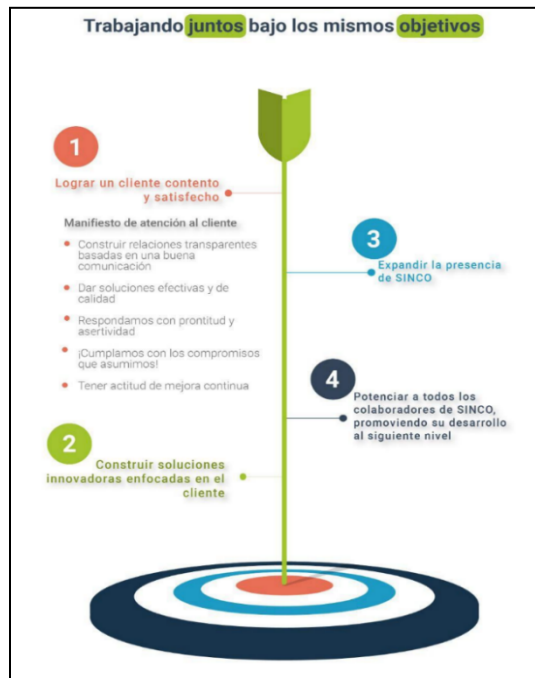 Trabajando juntos bajo los mismos objetivos
1
Lograr un cliente contento
y satisfecho
Manifiesto de atención al cliente
Construir relaciones transparentes
basadas en una buena
comunicación
Dar soluciones efectivas y de
calidad
Respondamos con prontitud y
asertividad
¡Cumplamos con los compromisos
que asumimos!
Tener actitud de mejora continua
2
Construir soluciones
innovadoras enfocadas en el
cliente
3
Expandir la presencia
de SINCO
4
Potenciar a todos los
colaboradores de SINCO,
promoviendo su desarrollo
al siguiente nivel